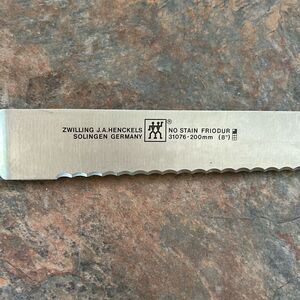 ZWILLING J.A. HENCKELS
SOLINGEN GERMANY
®
NO STAIN FRIODUR
31076-200mm (8")